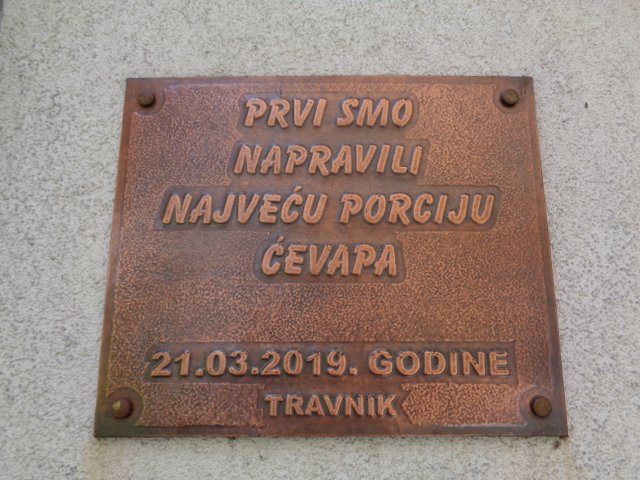 PRVI SMO
NAPRAVILI
NAJVEĆU PORCIJU
ĆEVAPA
21.03.2019. GODINE
TRAVNIK